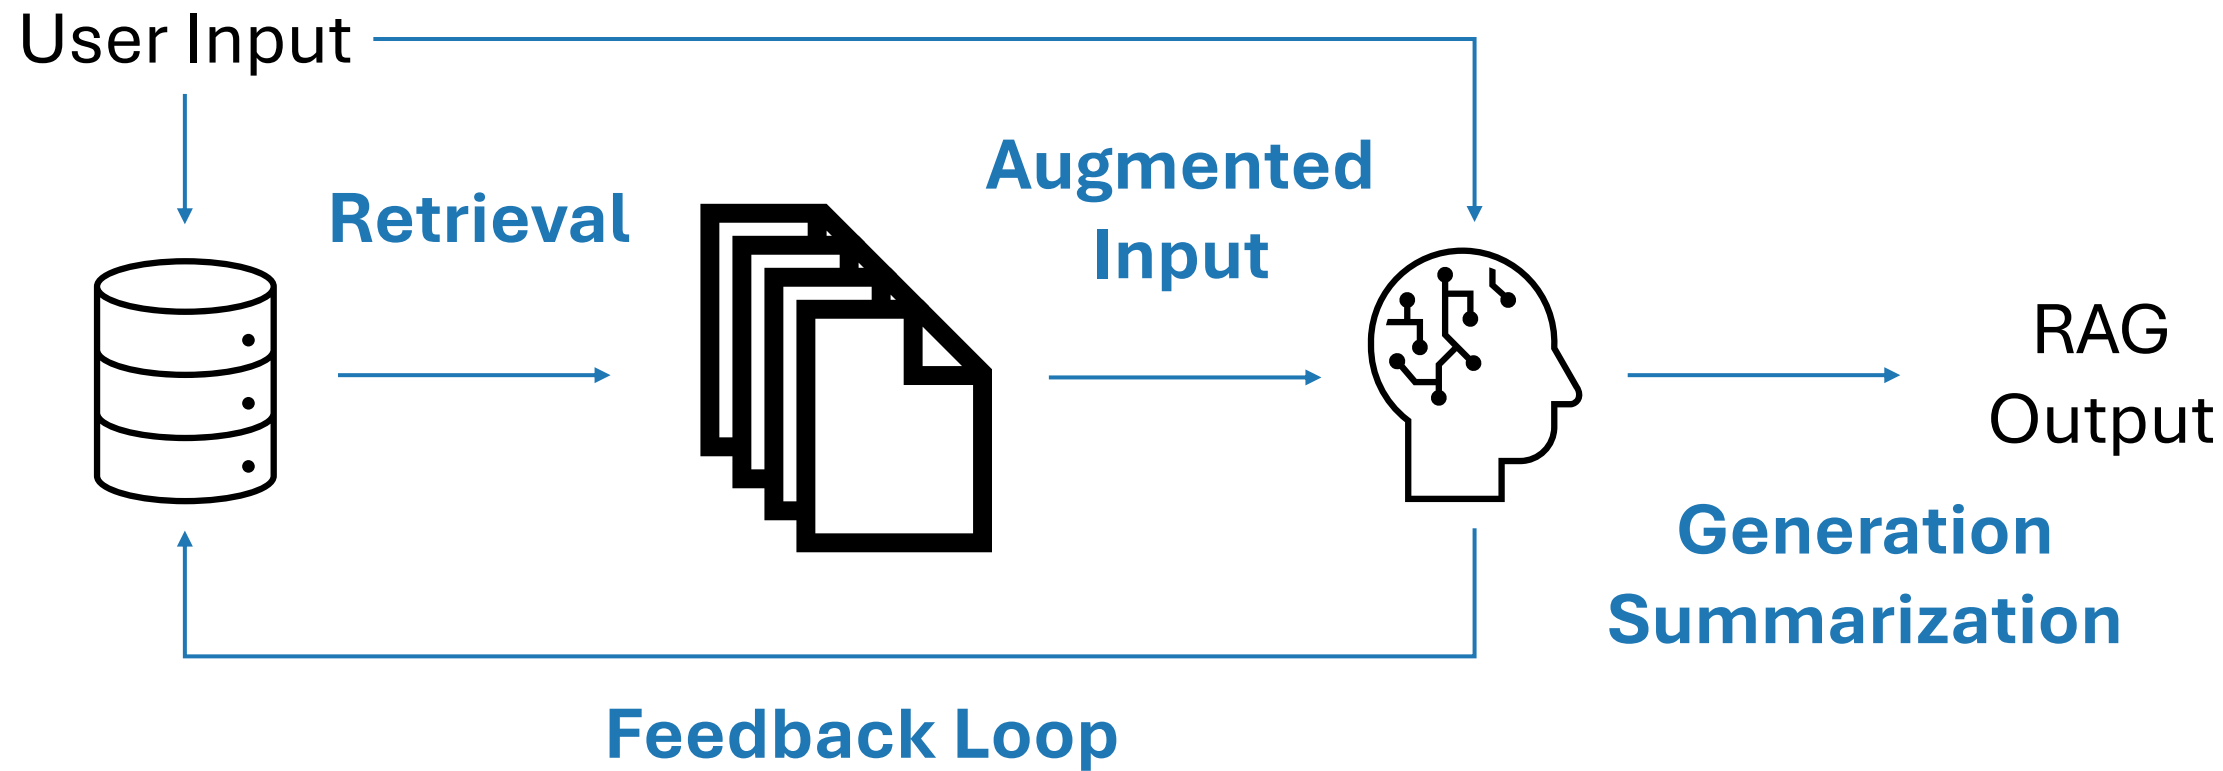 User Input
Retrieval
Augmented
Input
RAG
Output
Generation
Summarization
Feedback Loop